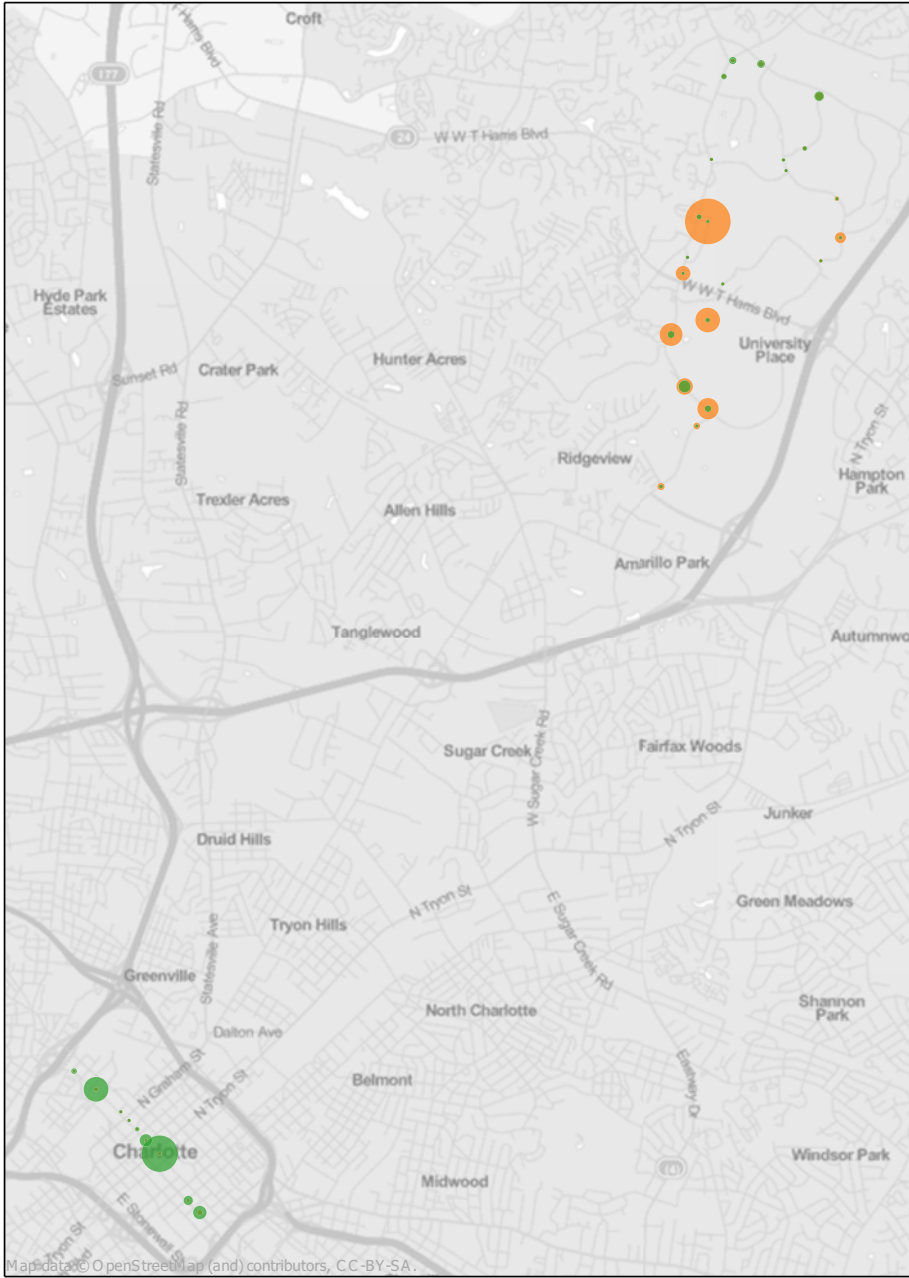 Croft
T Harris Blvd
177
Statesville Rd
24
W W T Harris Blvd
Hyde Park
Estates
W W T Harris Blvd
University
Place
Hunter Acres
Crater Park
Sunset Rd
Statesville Rd
N Tryon St
Ridgeview
Hampton
Park
Trexler Acres
Allen Hills
Amarillo Park
Tanglewood
Autumnwo
Sugar Creek
W Sugar Creek Rd
Fairfax Woods
N Tryon St
Junker
Druid Hills
N Tryon St
Green Meadows
Tryon Hills
E Sugar Creek Rd
Statesville Ave
Greenville
Shannon
Park
North Charlotte
Dalton Ave
N Graham St
N Tryon St
Belmont
Eastway Dr
Charlotte
Windsor Park
Midwood
E Stonewall St
Tryon St
Blvd
Map data © OpenStreetMap (and) contributors, CC-BY-SA.